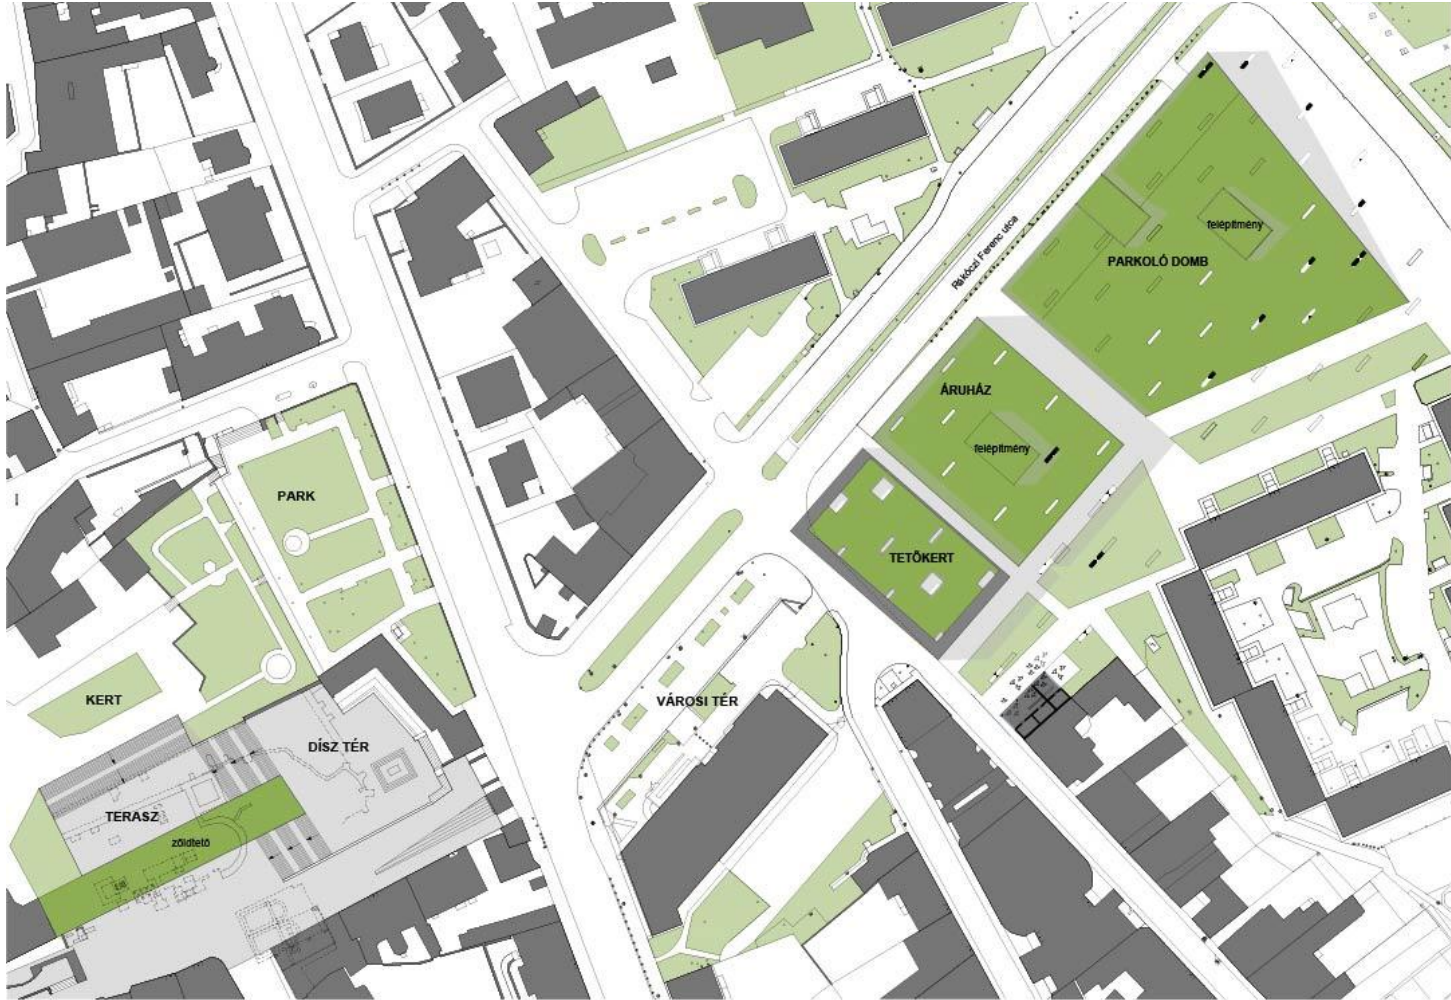 Rákóczi Ferenc utca
felépítmény
PARKOLÓ DOMB
ÁRUHÁZ
felépítmény
PARK
TETŐKERT
KERT
VÁROSI TÉR
DÍSZ TÉR
TERASZ
zöldtető